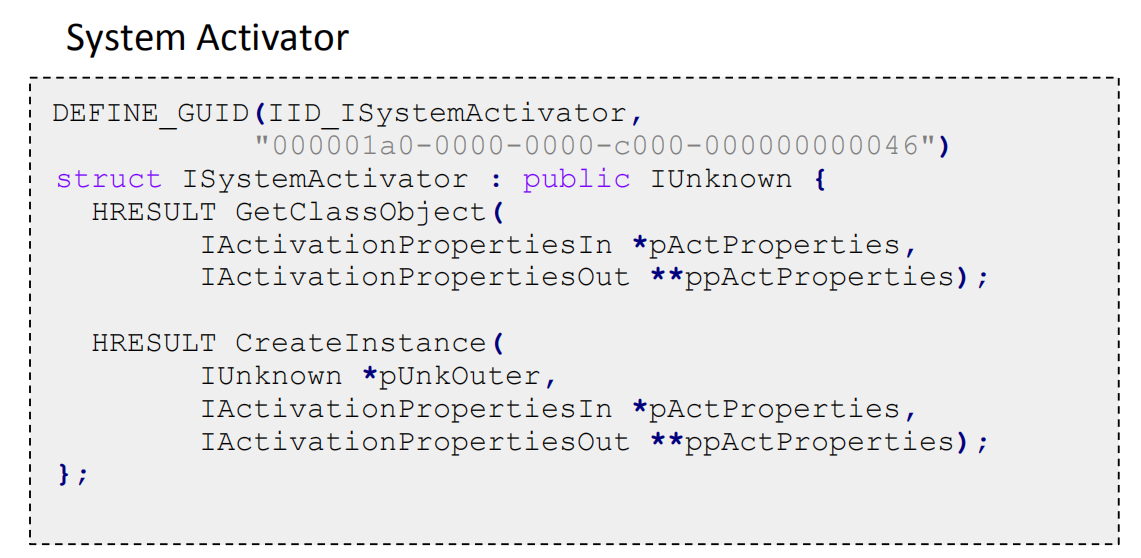 System Activator
DEFINE_GUID(IID_ISystemActivator,
"000001a0-0000-0000-c000-000000000046")
struct ISystemActivator : public IUnknown {
HRESULT GetClassObject(
IActivationPropertiesIn *pActProperties,
IActivationPropertiesOut **ppActProperties);
HRESULT CreateInstance(
IUnknown *pUnkOuter,
IActivationPropertiesIn *pActProperties,
IActivationPropertiesOut **ppActProperties);
};